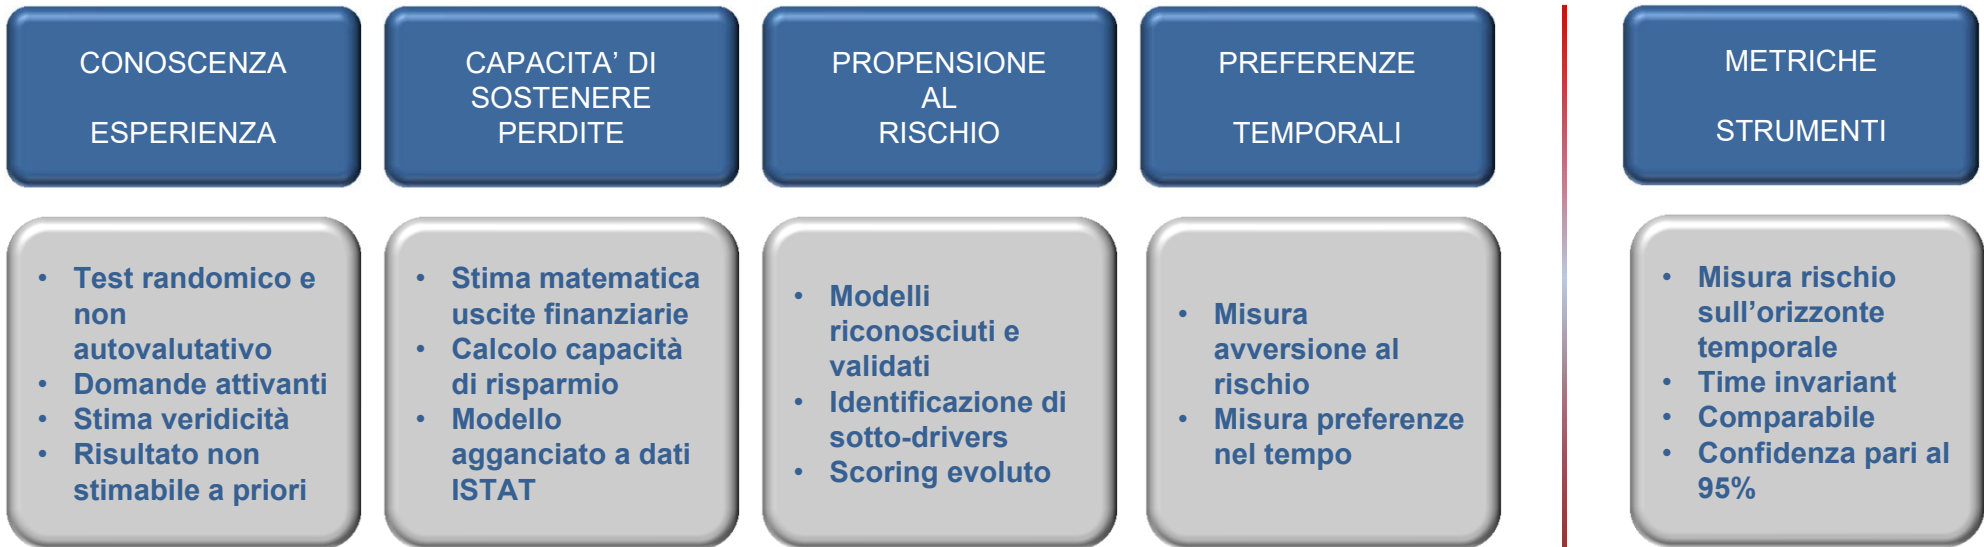 CONOSCENZA
ESPERIENZA
CAPACITA’ DI
SOSTENERE
PERDITE
PROPENSIONE
AL
RISCHIO
PREFERENZE
TEMPORALI
METRICHE
STRUMENTI
• Test randomico e
non
autovalutativo
• Domande attivanti
• Stima veridicità
• Risultato non
stimabile a priori
• Stima matematica
uscite finanziarie
• Calcolo capacità
di risparmio
• Modello
agganciato a dati
ISTAT
• Modelli
riconosciuti e
validati
• Identificazione di
sotto-drivers
• Scoring evoluto
• Misura
avversione al
rischio
• Misura preferenze
nel tempo
• Misura rischio
sull’orizzonte
temporale
• Time invariant
• Comparabile
• Confidenza pari al
95%